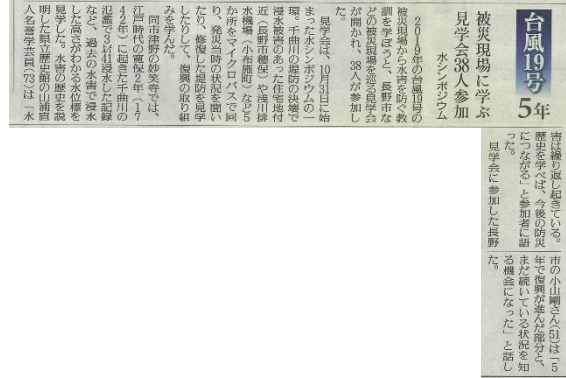 台風19号
5年
被災現場に学ぶ
見学会38人参加
水シンポジウム
2019年の台風19号の
被災現場から水害を防ぐ教
訓を学ぼうと、長野市な
どの被災現場を巡る見学会
が開かれ、38人が参加し
た。
見学会は、10月31日に始
まった水シンポジウムの一
環。千曲川の堤防の決壊で
浸水被害のあった住宅地付
近(長野市穂保)や浅川排
水機場(小布施町)など5
か所をマイクロバスで回
り、発災当時の状況を聞い
たり、修復した堤防を見学
したりして、復興の取り組
みを学んだ。
同市津野の妙笑寺では、
江戸時代の寛保2年(17
42年)に起きた千曲川の
氾濫で3㍍41浸水した記録
など、過去の水害で浸水
した高さがわかる水位標を
見学した。水害の歴史を説
明した県立歴史館の山浦直
人名誉学芸員(73)は「水
害は繰り返し起きている。
歴史を学べば、今後の防災
につながる」と参加者に語
った。
見学会に参加した長野
市の小山剛さん(51)は「5
年で復興が進んだ部分と、
まだ続いている状況を知
る機会になった」と話し
た。